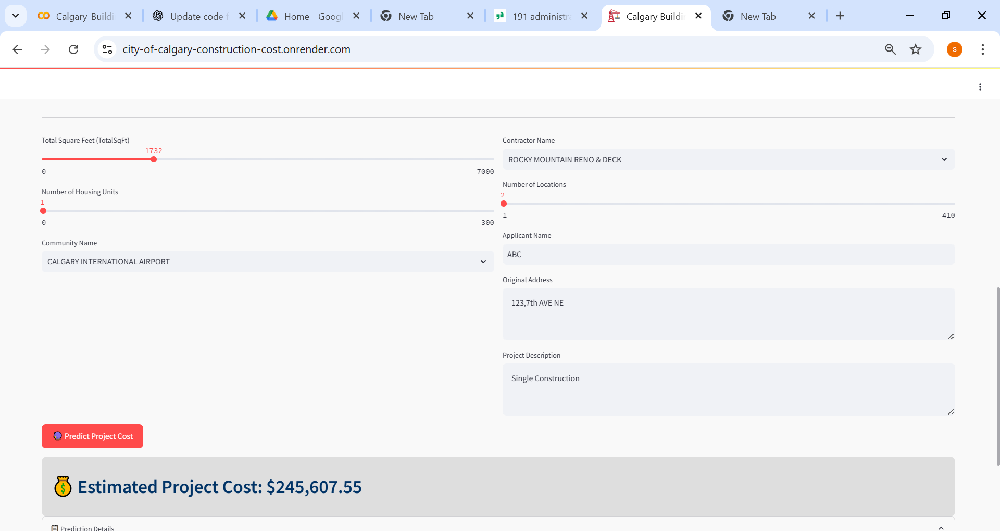 Calgary_Buildi
Update code f
Home - Googl
New Tab
191 administra
Calgary Buildin
New Tab
city-of-calgary-construction-cost.onrender.com
S
Total Square Feet (TotalSqFt)
1732
0
7000
Number of Housing Units
1
0
300
Community Name
CALGARY INTERNATIONAL AIRPORT
Contractor Name
ROCKY MOUNTAIN RENO & DECK
Number of Locations
2
1
410
Applicant Name
ABC
Original Address
123,7th AVE NE
Project Description
Single Construction
Predict Project Cost
Estimated Project Cost: $245,607.55
Prediction Details